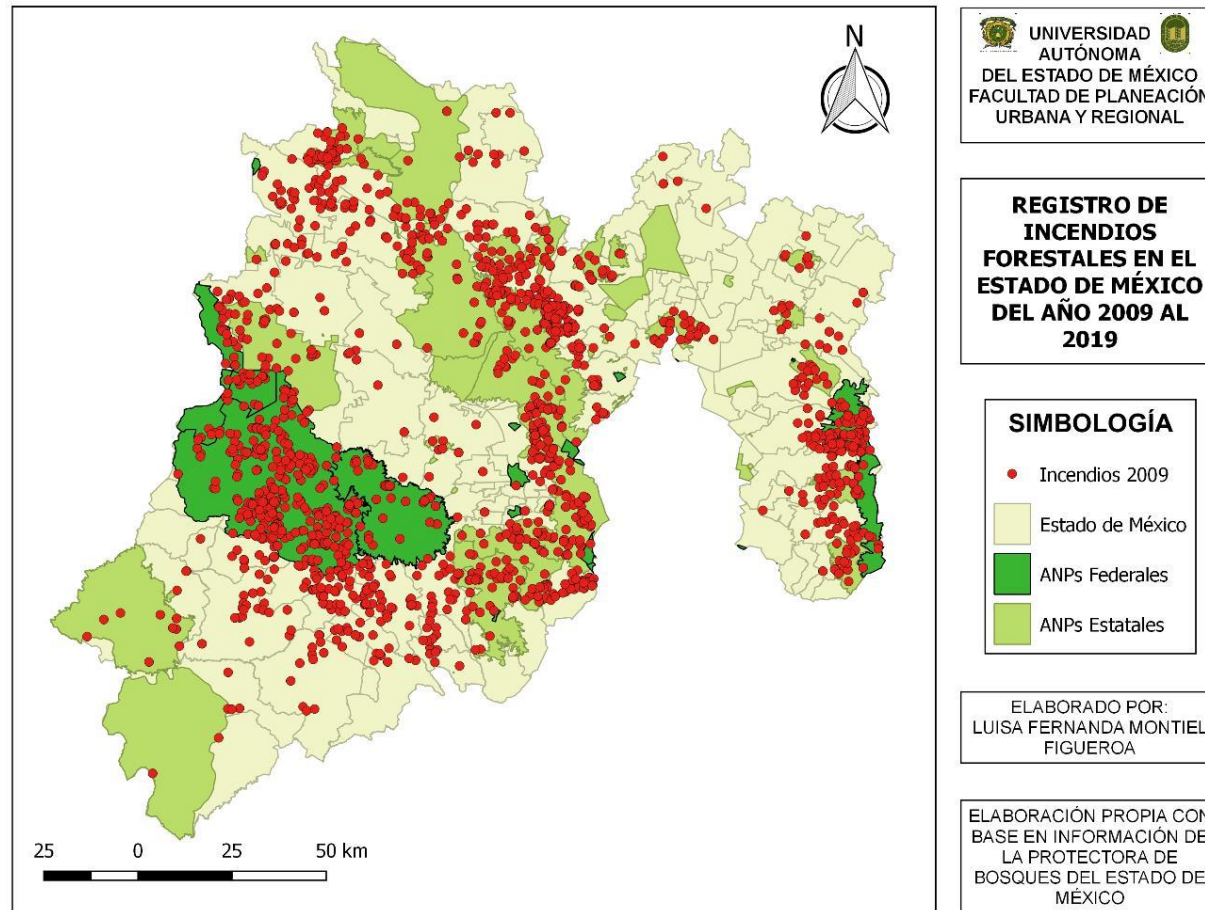 N
25 0 25 50 km
UNIVERSIDAD
AUTÓNOMA
DEL ESTADO DE MÉXICO
FACULTAD DE PLANEACIÓN
URBANA Y REGIONAL
REGISTRO DE
INCENDIOS
FORESTALES EN EL
ESTADO DE MÉXICO
DEL AÑO 2009 AL
2019
SIMBOLOGÍA
Incendios 2009
Estado de México
ANPs Federales
ANPs Estatales
ELABORADO POR:
LUISA FERNANDA MONTIEL
FIGUEROA
ELABORACIÓN PROPIA CON
BASE EN INFORMACIÓN DE
LA PROTECTORA DE
BOSQUES DEL ESTADO DE
MÉXICO